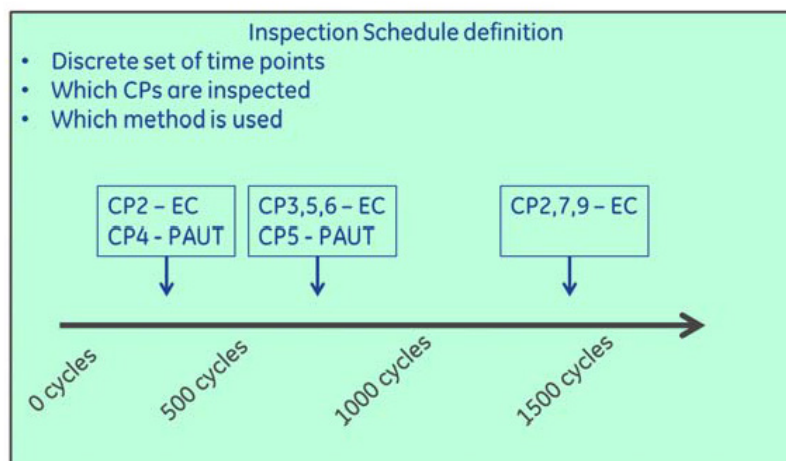 Inspection Schedule definition
• Discrete set of time points
• Which CPs are inspected
• Which method is used
CP2 – EC
CP4 - PAUT
CP3,5,6 – EC
CP5 - PAUT
CP2,7,9 – EC
0 cycles
500 cycles
1000 cycles
1500 cycles